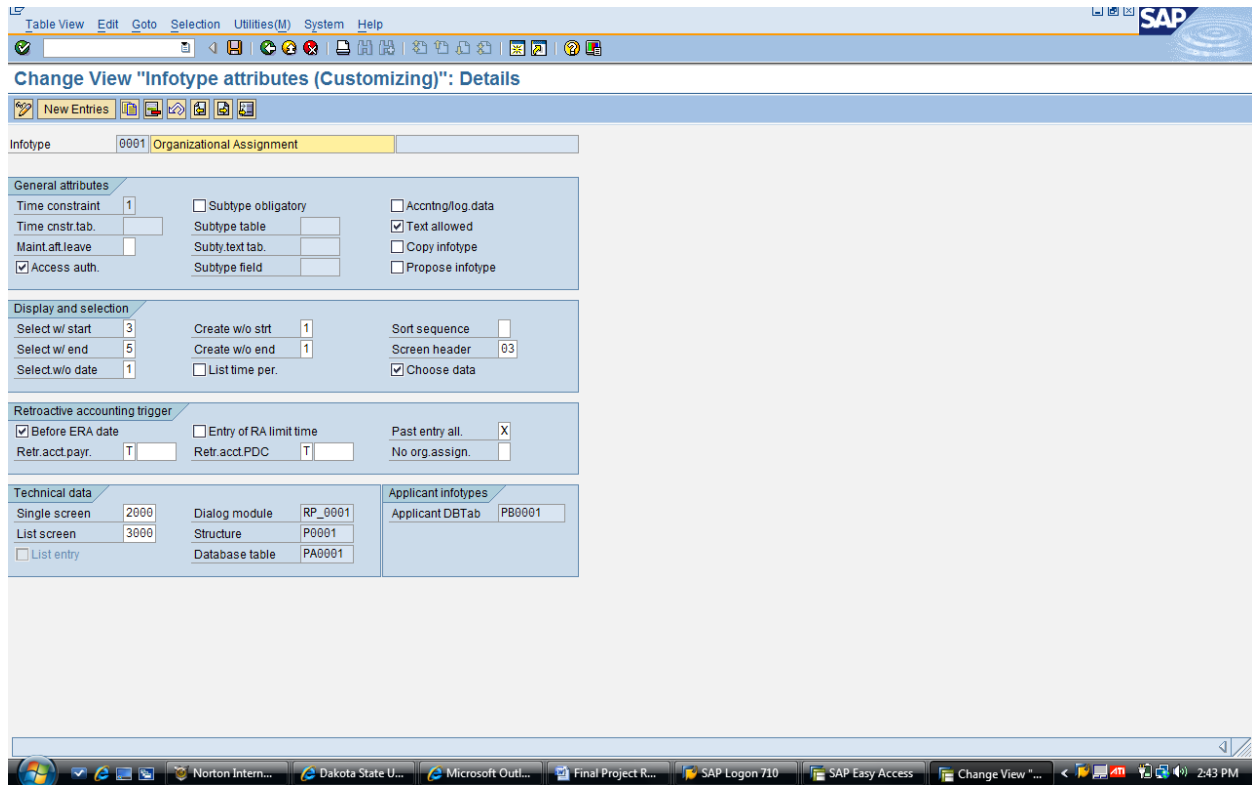 Table View Edit Goto Selection Utilities(M) System Help
SAP
Change View "Infotype attributes (Customizing)": Details
New Entries
Infotype 0001 Organizational Assignment
General attributes
Time constraint 1 Subtype obligatory Accntng/log.data
Time cnstr.tab. Subtype table Text allowed
Maint.aft.leave Subty.text tab. Copy infotype
Access auth. Subtype field Propose infotype
Display and selection
Select w/ start 3 Create w/o strt 1 Sort sequence
Select w/ end 5 Create w/o end 1 Screen header 03
Select.w/o date 1 List time per. Choose data
Retroactive accounting trigger
Before ERA date Entry of RA limit time Past entry all. X
Retr.acct.payr. T Retr.acct.PDC T No org.assign.
Technical data Applicant infotypes
Single screen 2000 Dialog module RP_0001 Applicant DBTab PB0001
List screen 3000 Structure P0001
List entry Database table PA0001
Norton Intern... Dakota State U... Microsoft Outl... Final Project R... SAP Logon 710 SAP Easy Access Change View "... ATI 2:43 PM